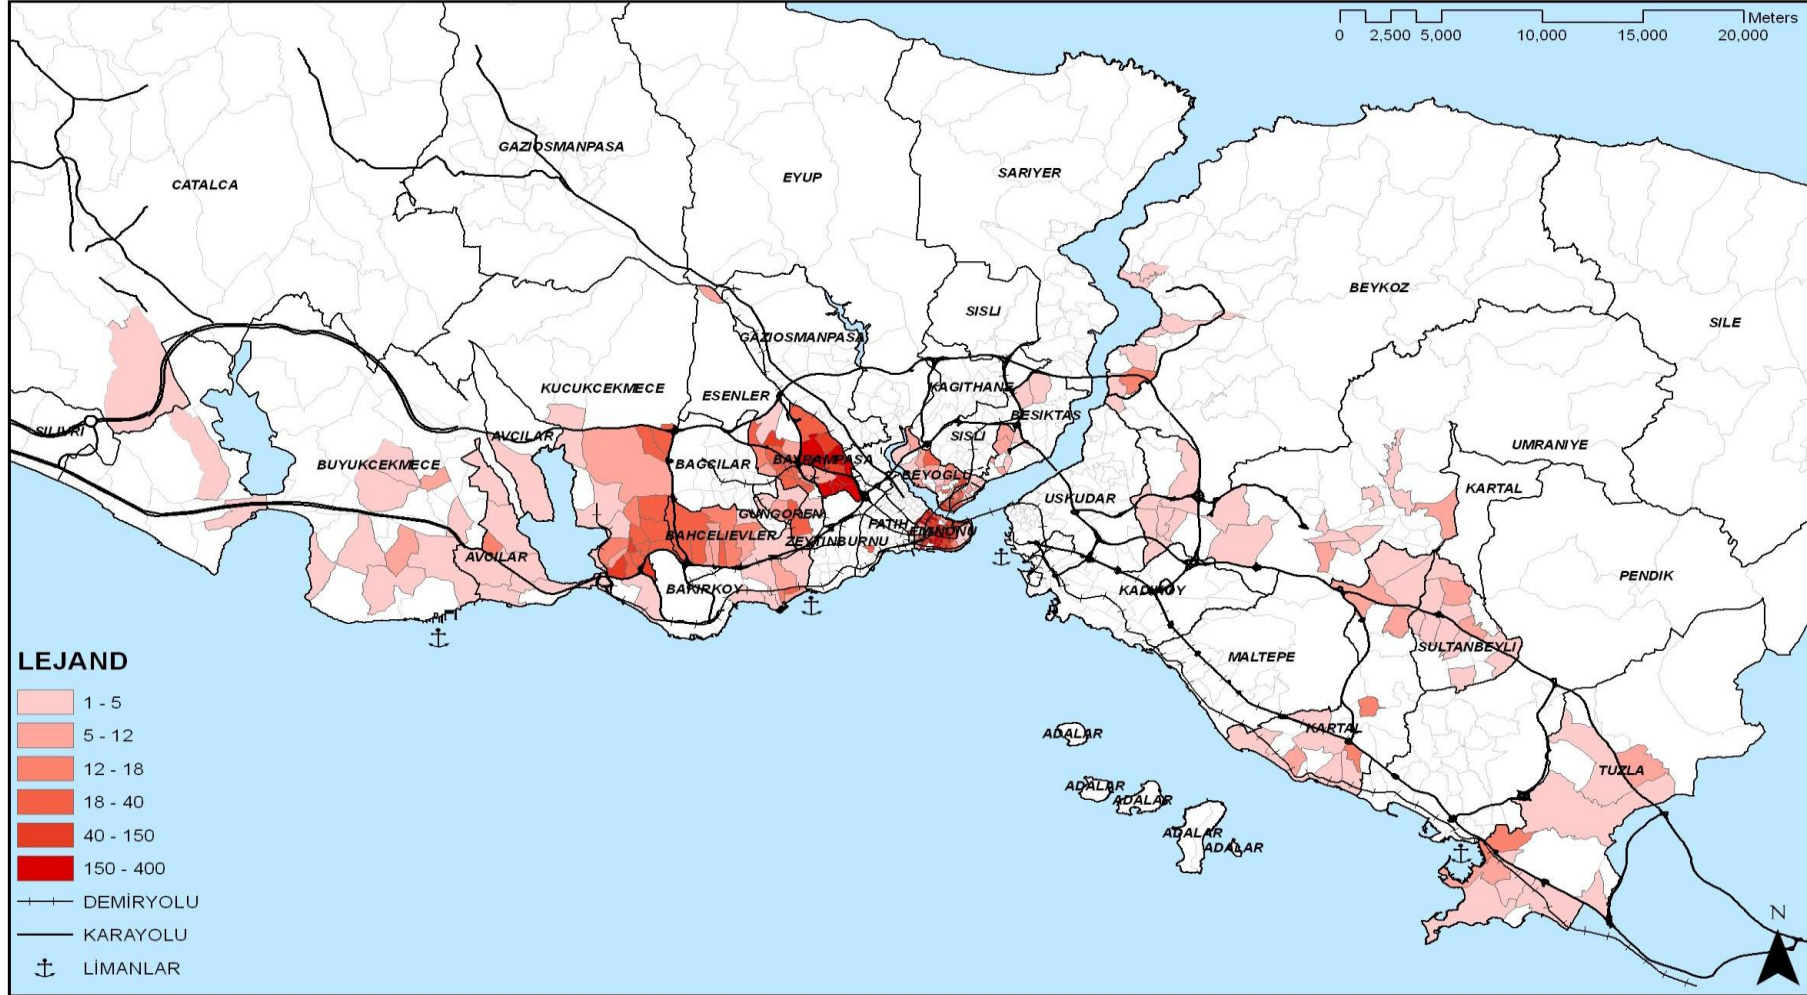 Meters
0 2,500 5,000 10,000 15,000 20,000
GAZIOSMANPASA
CATALCA
EYUP
SARIYER
BEYKOZ
SISLI
SILE
GAZIOSMANPASA
KUCUKCEKMECE
ESENLER
KAGITHANE
BESIKTAS
SILIVRI
AVCILAR
SISLI
UMRANIYE
BUYUKCEKMECE
BAGCILAR
BAYRAMPASA
BEYOGLU
KARTAL
USKUDAR
GUNGOREN
FATIH
EMINONU
BAHCELIEVLER
ZEYTINBURNU
AVCILAR
PENDIK
BAKIRKOY
KADIKOY
SULTANBEYLI
MALTEPE
KARTAL
ADALAR
TUZLA
ADALAR
ADALAR
ADALAR
ADALAR
LEJAND
1 - 5
5 - 12
12 - 18
18 - 40
40 - 150
150 - 400
DEMİRYOLU
KARAYOLU
LİMANLAR
N